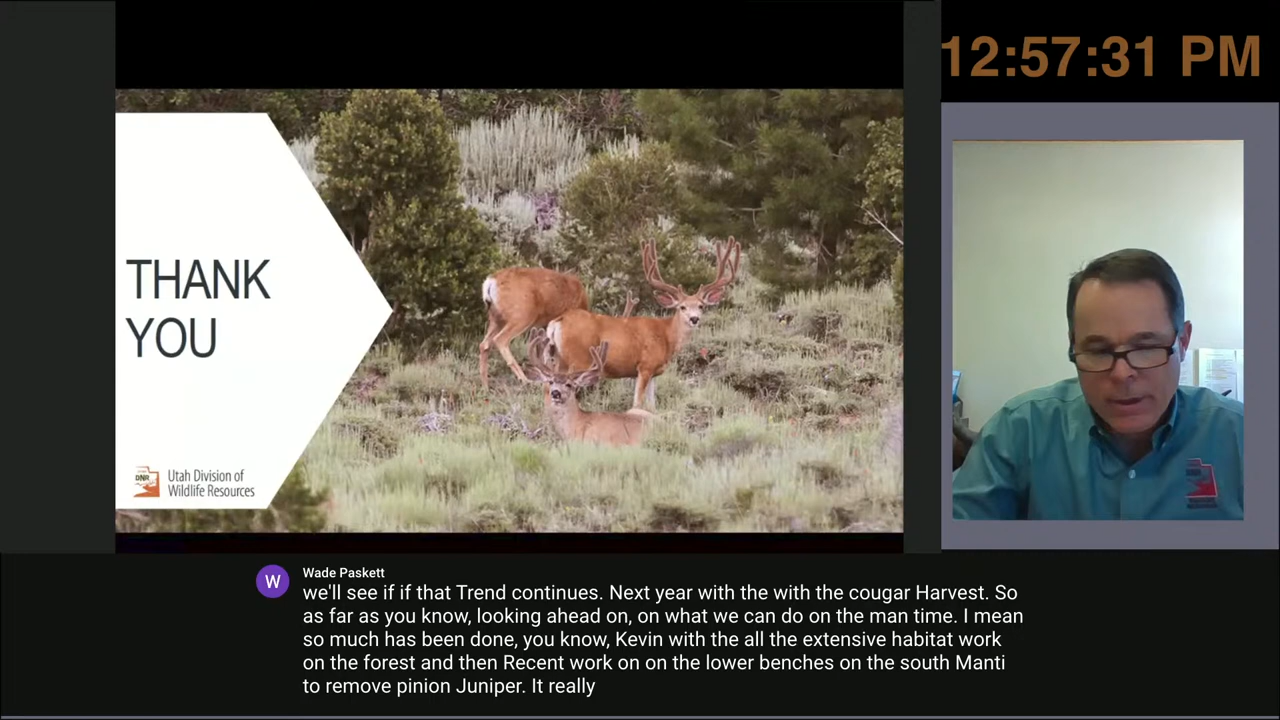 12:57:31 PM
THANK
YOU
DNR
Utah Division of
Wildlife Resources
W
Wade Paskett
we'll see if if that Trend continues. Next year with the with the cougar Harvest. So
as far as you know, looking ahead on, on what we can do on the man time. I mean
so much has been done, you know, Kevin with the all the extensive habitat work
on the forest and then Recent work on on the lower benches on the south Manti
to remove pinion Juniper. It really